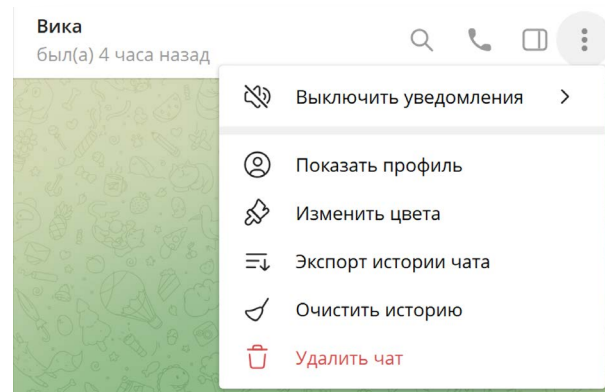 Вика
был(а) 4 часа назад
Выключить уведомления
Показать профиль
Изменить цвета
Экспорт истории чата
Очистить историю
Удалить чат